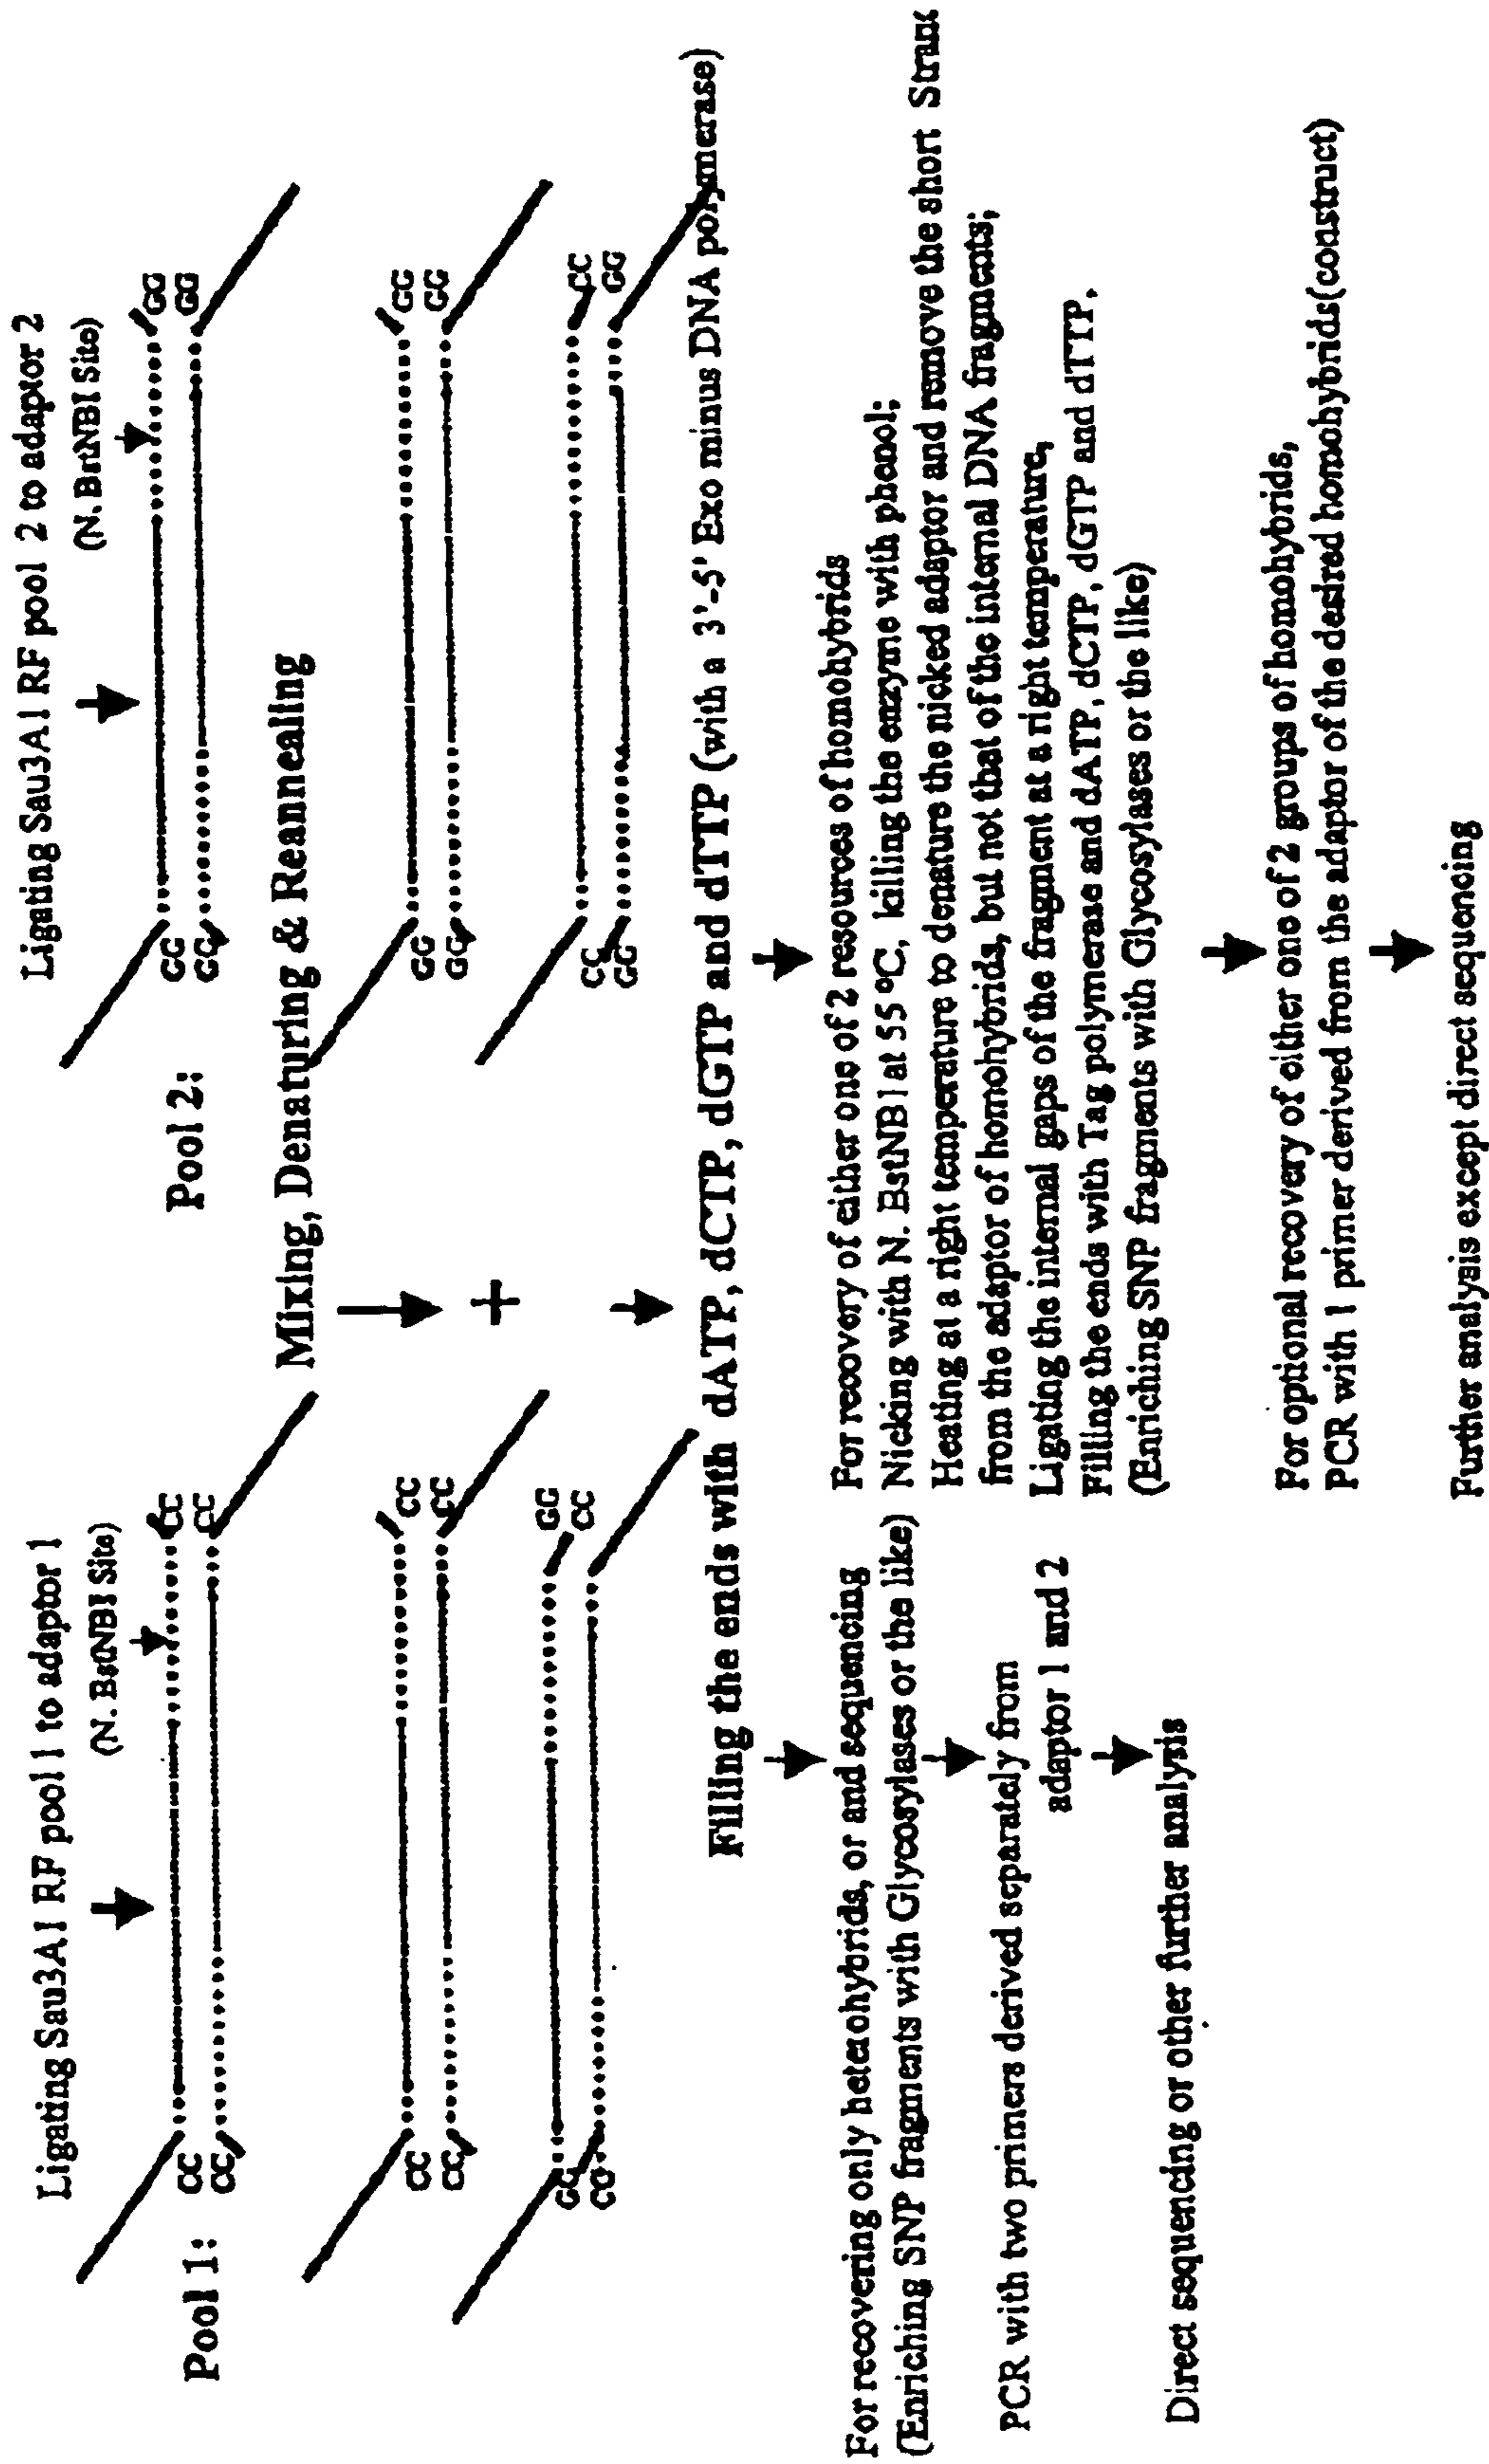 Ligating Sau3A1 RF pool 1 to adaptor 1
(N. BstNBI Site)
Pool 1:
CC CC
CC CC
CC CC
CC CC
GG GG
CC CC
Ligating Sau3A1 RF pool 2 to adaptor 2
(N. BstNBI Site)
Pool 2:
GG GG
GG GG
Mixing, Denaturing & Reannealing
+
GG GG
GG GG
CC CC
GG GG
Filling the ends with dATP, dCTP, dGTP and dTTP (with a 3'-5' Exo minus DNA polymerase)
For recovering only heterohybrids, or and sequencing
(Enriching SNP fragments with Glycosylases or the like)
PCR with two primers derived separately from
adaptor 1 and 2
Direct sequencing or other further analysis
For recovery of either one of 2 resources of homohybrids
Nicking with N. BstNBI at 55 °C, killing the enzyme with phenol;
Heating at a right temperature to denature the nicked adaptor and remove the short Strand
from the adaptor of homohybrids, but not that of the internal DNA fragments;
Ligating the internal gaps of the fragment at a right temperature,
Filling the ends with Tag polymerase and dATP, dCTP, dGTP and dTTP,
(Enriching SNP fragments with Glycosylases or the like)
For optional recovery of either one of 2 groups of homohybrids,
PCR with 1 primer derived from the adaptor of the desired homohybrids(construct)
Further analysis except direct sequencing